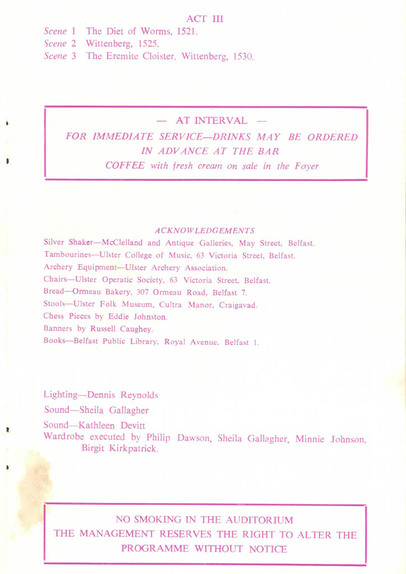 ACT III
Scene 1 The Diet of Worms, 1521.
Scene 2 Wittenberg, 1525.
Scene 3 The Eremite Cloister, Wittenberg, 1530.
— AT INTERVAL —
FOR IMMEDIATE SERVICE—DRINKS MAY BE ORDERED
IN ADVANCE AT THE BAR
COFFEE with fresh cream on sale in the Foyer
ACKNOWLEDGEMENTS
Silver Shaker—McClelland and Antique Galleries, May Street, Belfast.
Tambourines—Ulster College of Music, 63 Victoria Street, Belfast.
Archery Equipment—Ulster Archery Association.
Chairs—Ulster Operatic Society, 63 Victoria Street, Belfast.
Bread—Ormeau Bakery, 307 Ormeau Road, Belfast 7.
Stools—Ulster Folk Museum, Cultra Manor, Craigavad.
Chess Pieces by Eddie Johnston.
Banners by Russell Caughey.
Books—Belfast Public Library, Royal Avenue, Belfast 1.
Lighting—Dennis Reynolds
Sound—Sheila Gallagher
Sound—Kathleen Devitt
Wardrobe executed by Philip Dawson, Sheila Gallagher, Minnie Johnson,
Birgit Kirkpatrick.
NO SMOKING IN THE AUDITORIUM
THE MANAGEMENT RESERVES THE RIGHT TO ALTER THE
PROGRAMME WITHOUT NOTICE